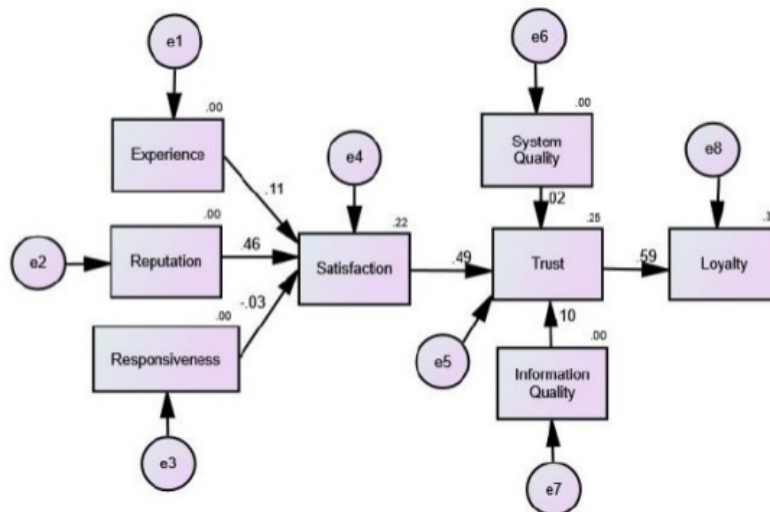 e1
e6
.00
.00
Experience
System
Quality
e4
e8
.11
.02
.00
.22
.25
e2
Reputation
.46
Satisfaction
.49
Trust
.59
Loyalty
-.03
.00
Responsiveness
e5
.10
.00
Information
Quality
e3
e7